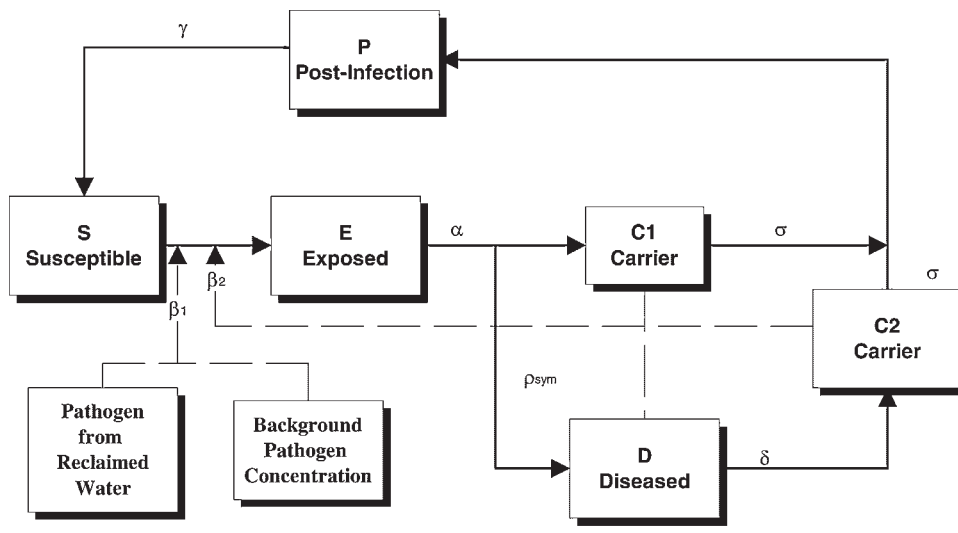 γ
P
Post-Infection
S
Susceptible
E
Exposed
α
C1
Carrier
σ
σ
β2
β1
C2
Carrier
ρsym
Pathogen
from
Reclaimed
Water
Background
Pathogen
Concentration
D
Diseased
δ